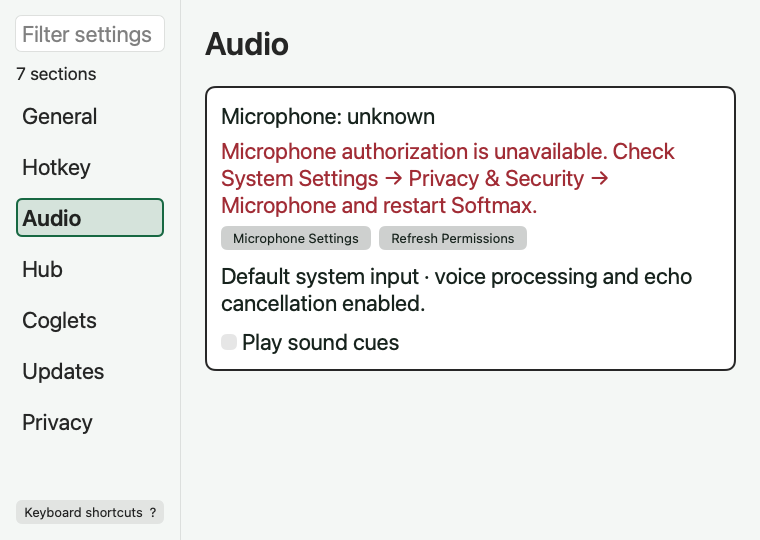 Filter settings
7 sections
General
Hotkey
Audio
Hub
Coglets
Updates
Privacy
Keyboard shortcuts ?
Audio
Microphone: unknown
Microphone authorization is unavailable. Check
System Settings → Privacy & Security →
Microphone and restart Softmax.
Microphone Settings Refresh Permissions
Default system input · voice processing and echo
cancellation enabled.
Play sound cues